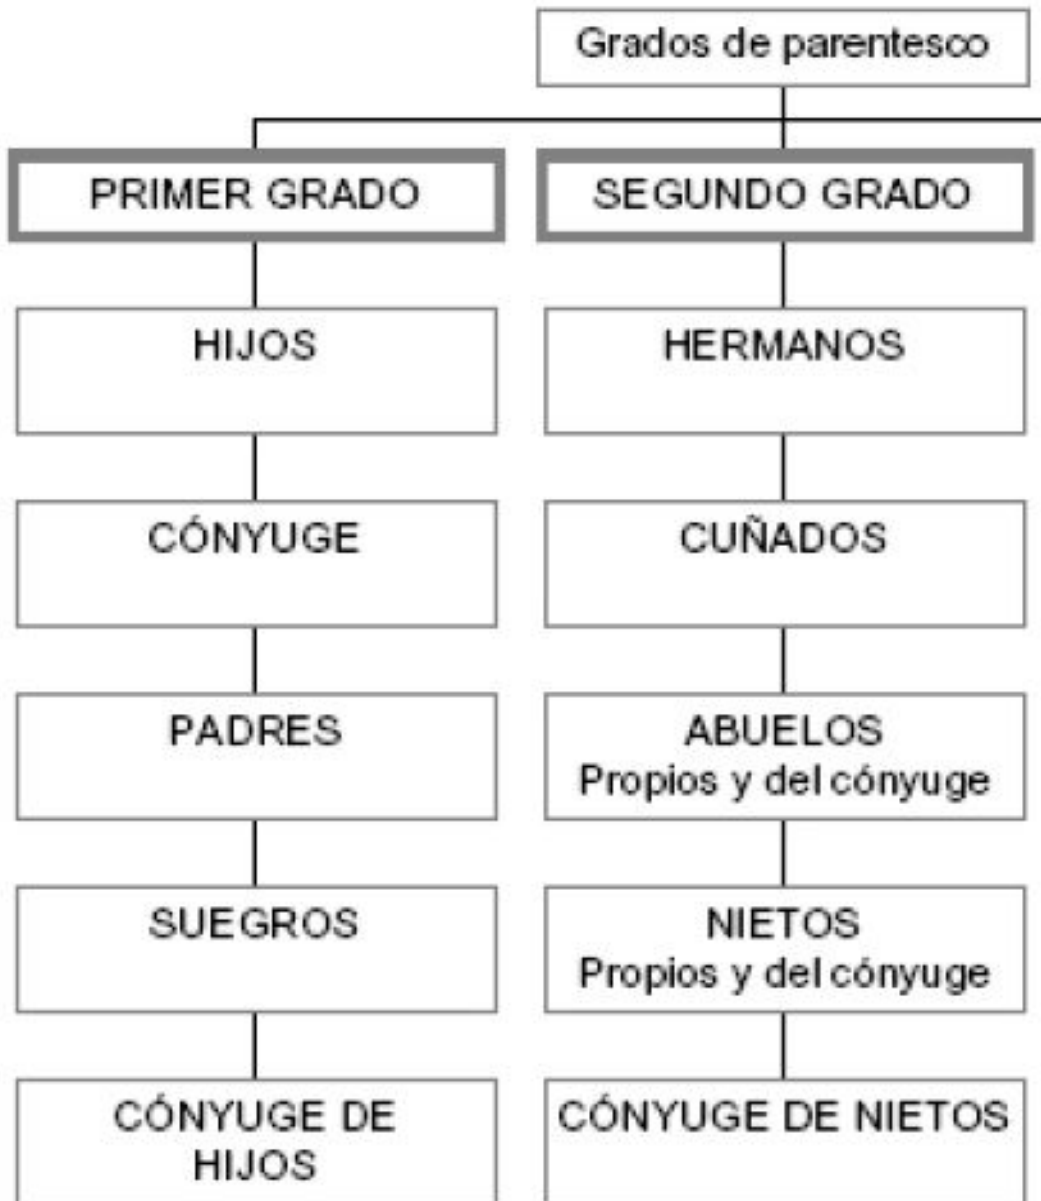 Grados de parentesco
PRIMER GRADO
HIJOS
CÓNYUGE
PADRES
SUEGROS
CÓNYUGE DE
HIJOS
SEGUNDO GRADO
HERMANOS
CUÑADOS
ABUELOS
Propios y del cónyuge
NIETOS
Propios y del cónyuge
CÓNYUGE DE NIETOS